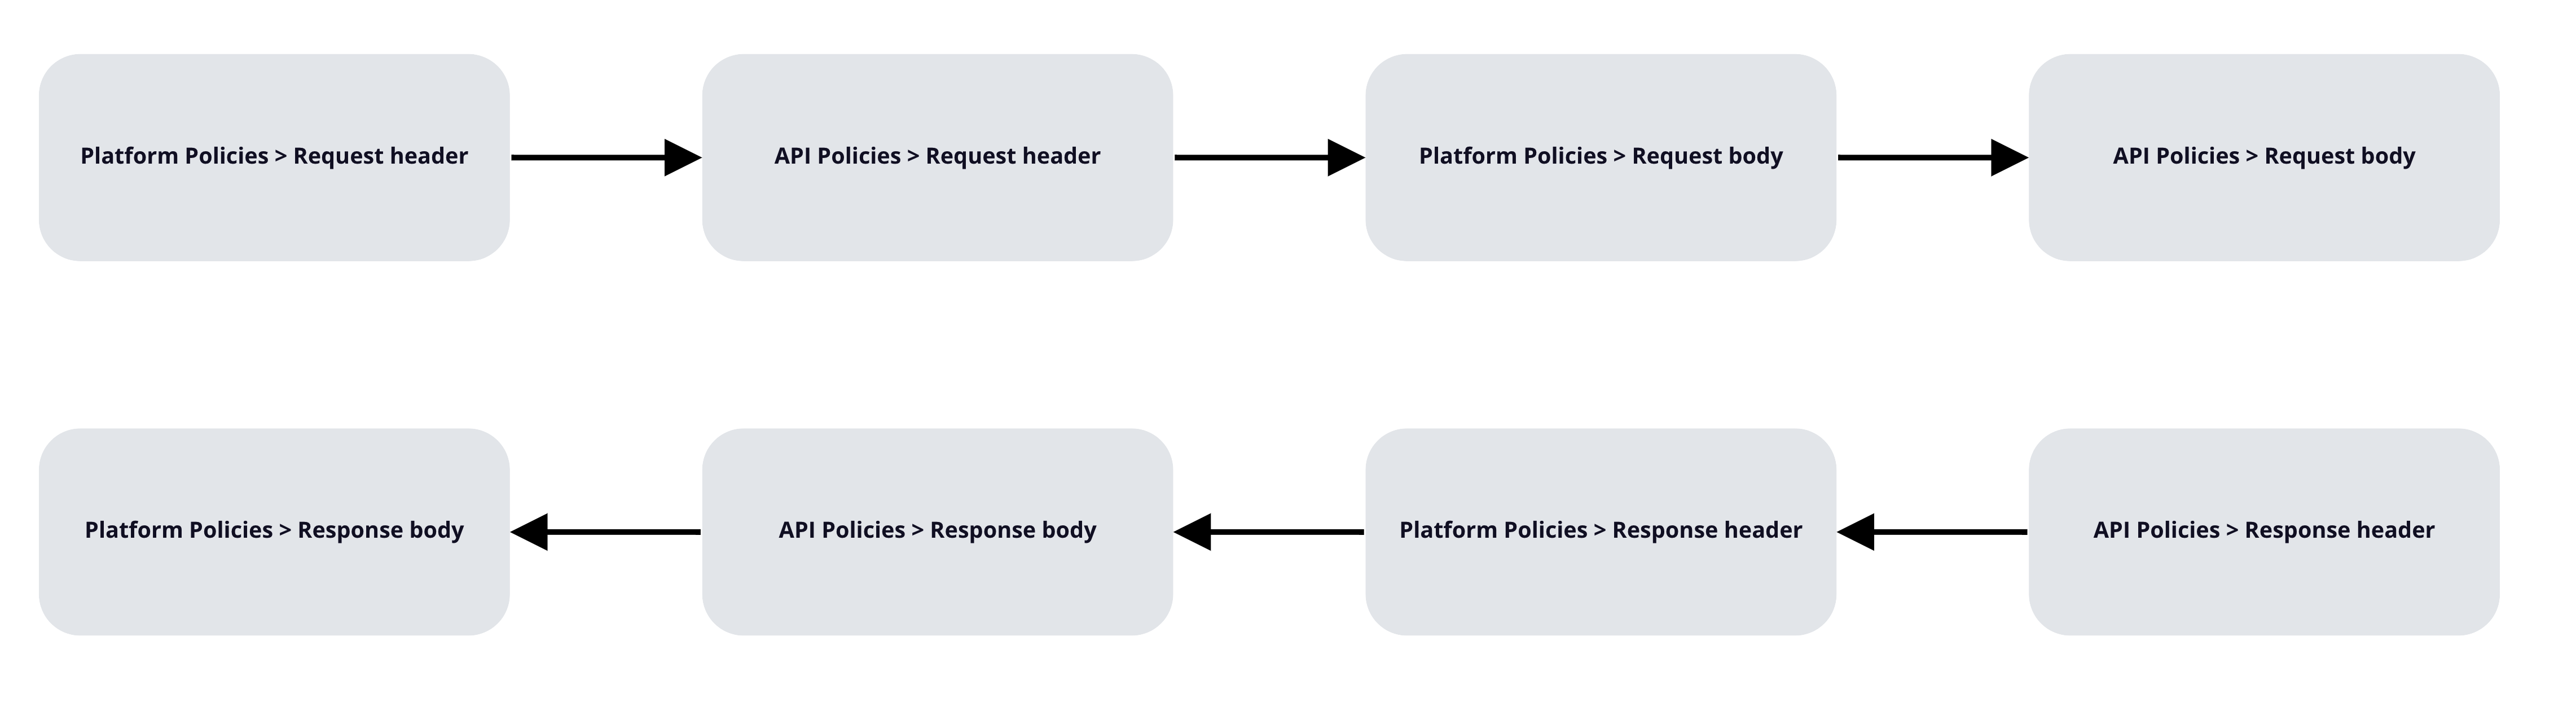 Platform Policies > Request header
API Policies > Request header
Platform Policies > Request body
API Policies > Request body
Platform Policies > Response body
API Policies > Response body
Platform Policies > Response header
API Policies > Response header